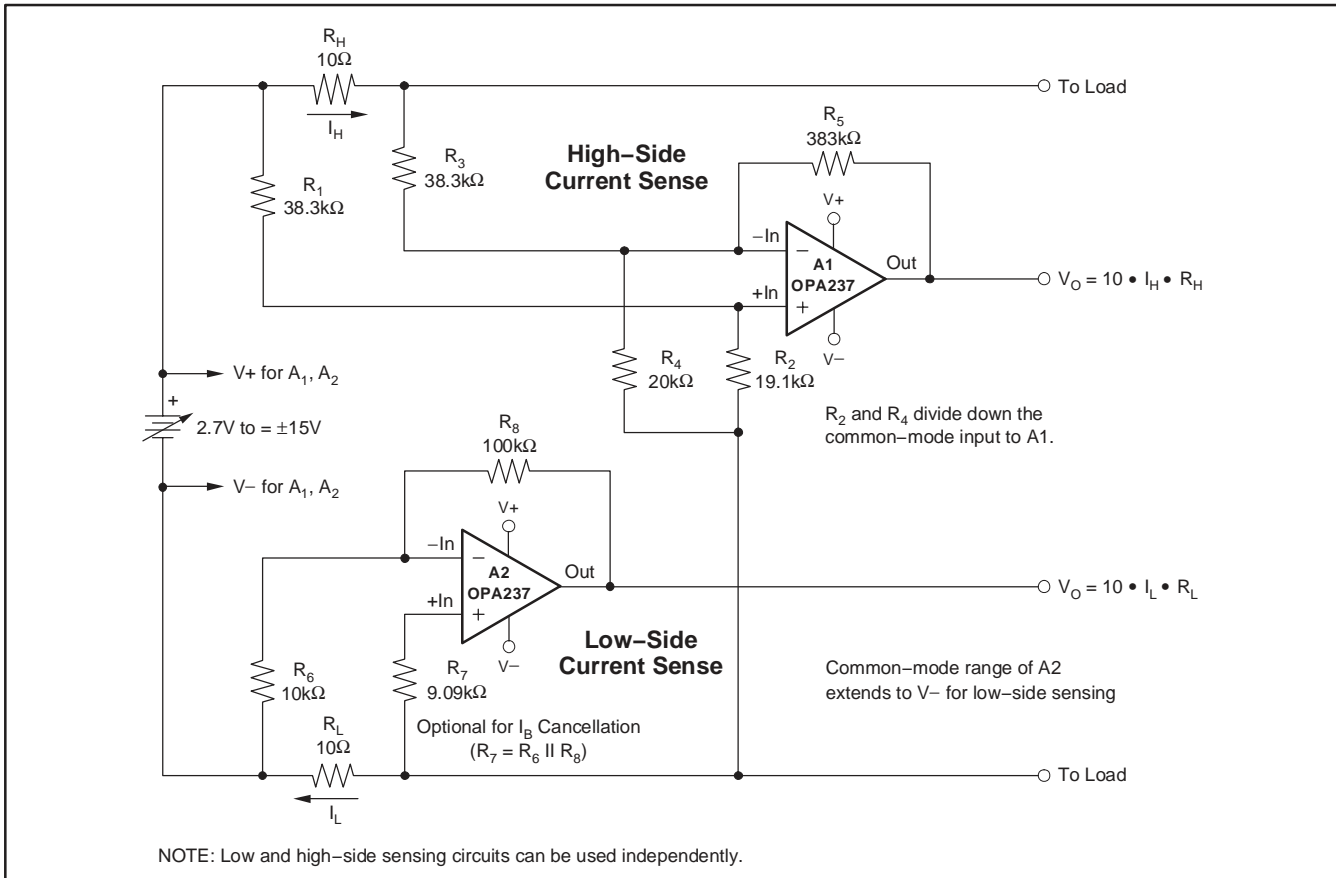 R_H
10Ω
I_H
To Load
R_5
383kΩ
High−Side
Current Sense
R_3
38.3kΩ
R_1
38.3kΩ
V+
−In
−
A1
OPA237
Out
+In
+
V−
V_O = 10 • I_H • R_H
R_4
20kΩ
R_2
19.1kΩ
R_2 and R_4 divide down the
common−mode input to A1.
V+ for A_1, A_2
+
2.7V to = ±15V
V− for A_1, A_2
R_8
100kΩ
V+
−In
−
A2
OPA237
Out
+In
+
V−
V_O = 10 • I_L • R_L
Low−Side
Current Sense
R_6
10kΩ
R_7
9.09kΩ
Common−mode range of A2
extends to V− for low−side sensing
Optional for I_B Cancellation
(R_7 = R_6 II R_8)
R_L
10Ω
I_L
To Load
NOTE: Low and high−side sensing circuits can be used independently.